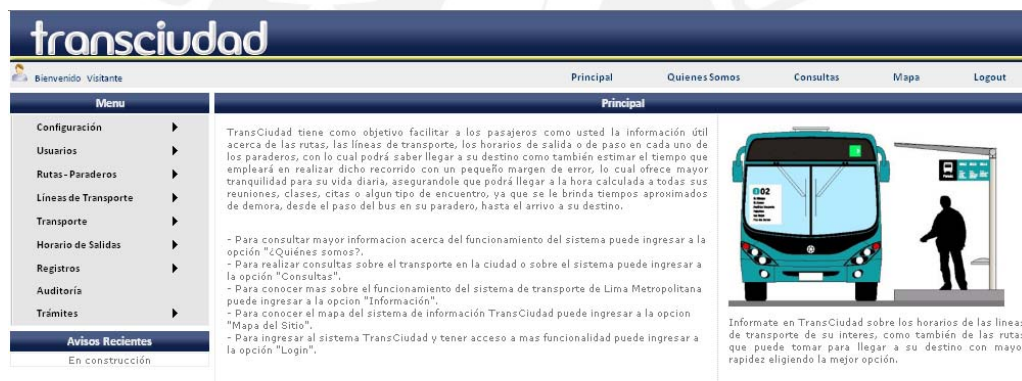 transciudad
Bienvenido Visitante
Principal Quienes Somos Consultas Mapa Logout
Menu
Configuración
Usuarios
Rutas - Paraderos
Líneas de Transporte
Transporte
Horario de Salidas
Registros
Auditoría
Trámites
Avisos Recientes
En construcción
Principal
TransCiudad tiene como objetivo facilitar a los pasajeros como usted la información útil
acerca de las rutas, las líneas de transporte, los horarios de salida o de paso en cada uno de
los paraderos, con lo cual podrá saber llegar a su destino como también estimar el tiempo que
empleará en realizar dicho recorrido con un pequeño margen de error, lo cual ofrece mayor
tranquilidad para su vida diaria, asegurandole que podrá llegar a la hora calculada a todas sus
reuniones, clases, citas o algun tipo de encuentro, ya que se le brinda tiempos aproximados
de demora, desde el paso del bus en su paradero, hasta el arrivo a su destino.
- Para consultar mayor informacion acerca del funcionamiento del sistema puede ingresar a la
opción "¿Quiénes somos?.
- Para realizar consultas sobre el transporte en la ciudad o sobre el sistema puede ingresar a
la opción "Consultas".
- Para conocer mas sobre el funcionamiento del sistema de transporte de Lima Metropolitana
puede ingresar a la opcion "Información".
- Para conocer el mapa del sistema de información TransCiudad puede ingresar a la opcion
"Mapa del Sitio".
- Para ingresar al sistema TransCiudad y tener acceso a mas funcionalidad puede ingresar a
la opción "Login".
02
Informate en TransCiudad sobre los horarios de las lineas
de transporte de su interes, como también de las rutas
que puede tomar para llegar a su destino con mayo
rapidez eligiendo la mejor opción.